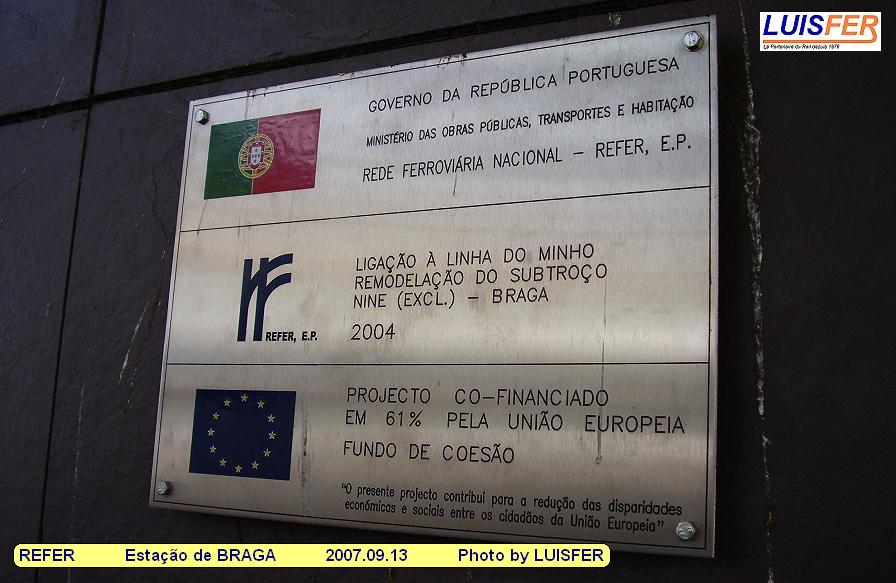 LUISFER
Le Partenaire du Rail depuis 1978
GOVERNO DA REPÚBLICA PORTUGUESA
MINISTÉRIO DAS OBRAS PÚBLICAS, TRANSPORTES E HABITAÇÃO
REDE FERROVIÁRIA NACIONAL – REFER, E.P.
LIGAÇÃO À LINHA DO MINHO
REMODELAÇÃO DO SUBTROÇO
NINE (EXCL.) – BRAGA
REFER, E.P.
2004
PROJECTO CO-FINANCIADO
EM 61% PELA UNIÃO EUROPEIA
FUNDO DE COESÃO
"O presente projecto contribui para a redução das disparidades
económicas e sociais entre os cidadãos da União Europeia"
REFER Estação de BRAGA 2007.09.13 Photo by LUISFER